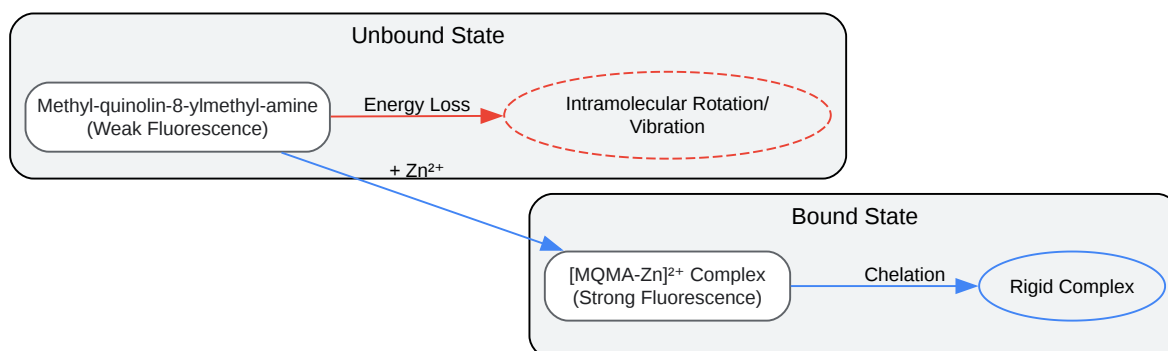 Unbound State
Methyl-quinolin-8-ylmethyl-amine
(Weak Fluorescence)
Energy Loss
Intramolecular Rotation/
Vibration
+ Zn²⁺
Bound State
[MQMA-Zn]²⁺ Complex
(Strong Fluorescence)
Chelation
Rigid Complex